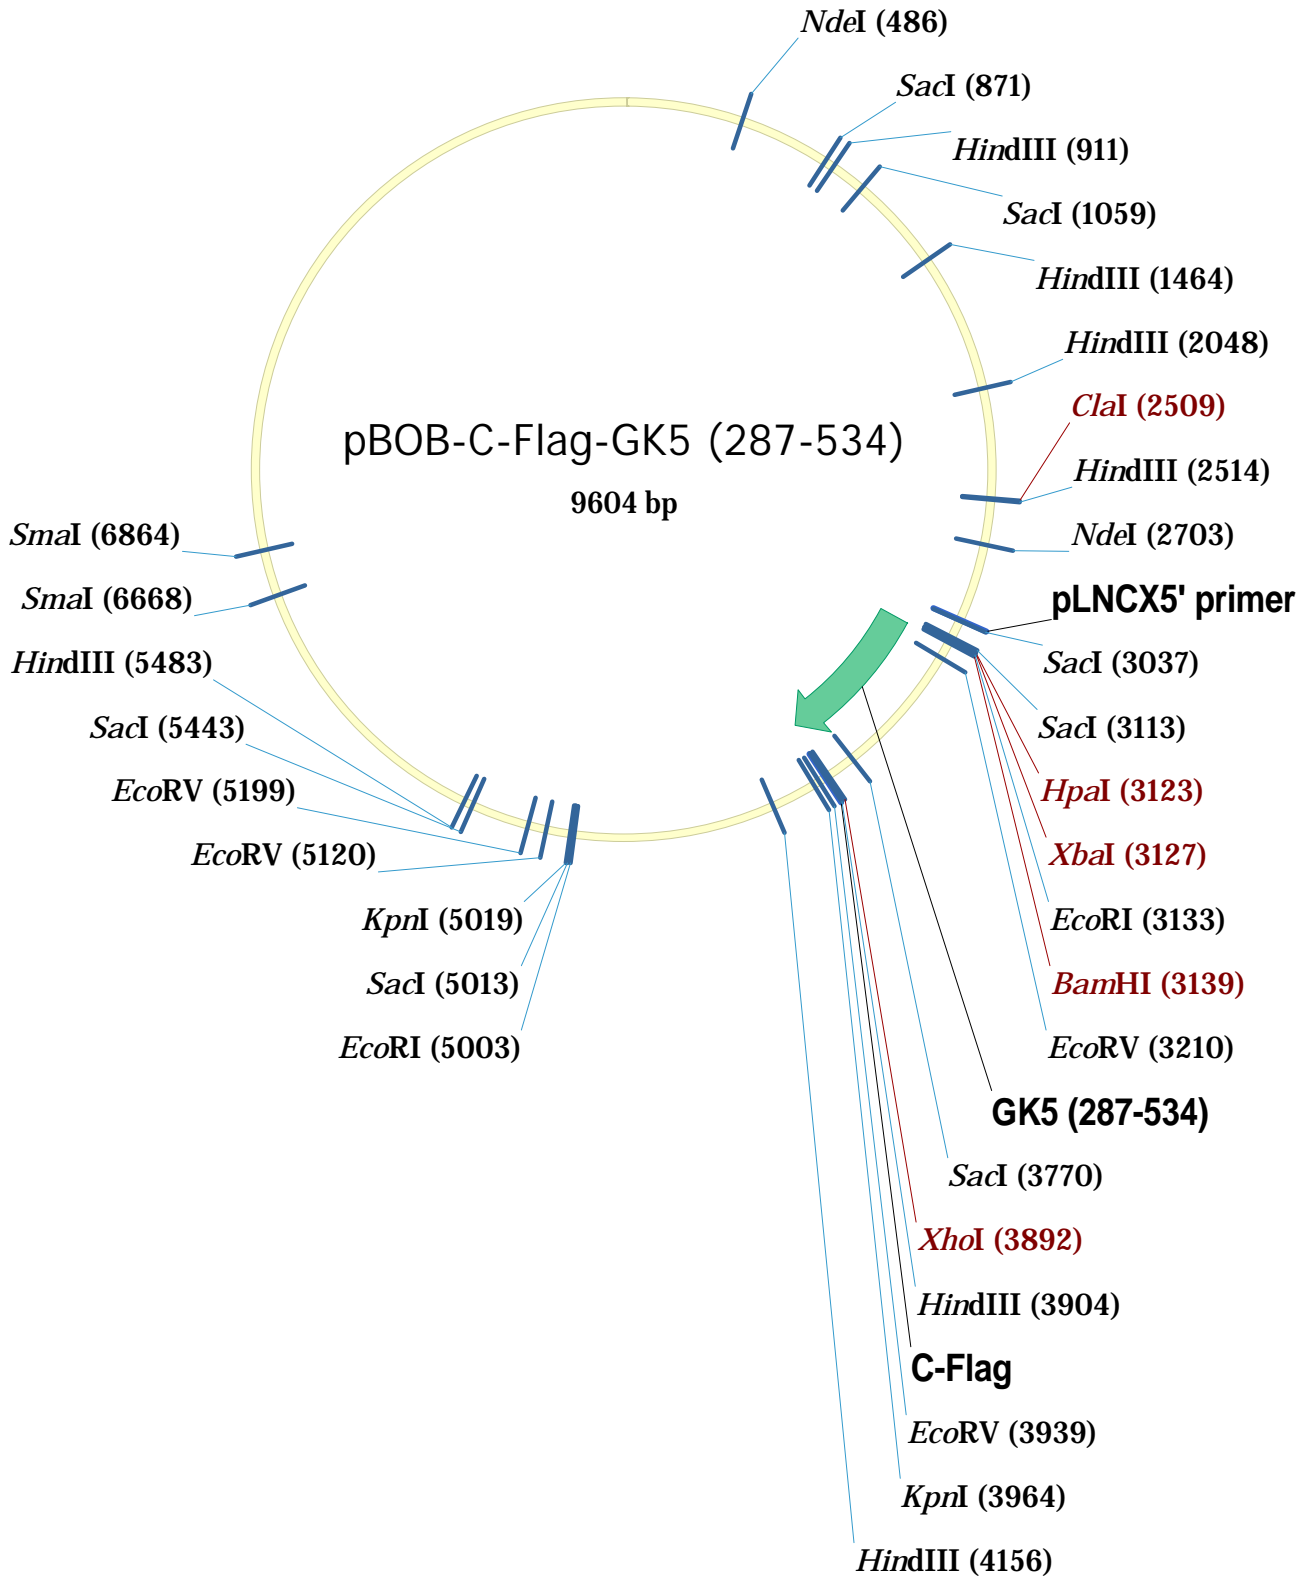 NdeI (486)
SacI (871)
HindIII (911)
SacI (1059)
HindIII (1464)
HindIII (2048)
ClaI (2509)
HindIII (2514)
NdeI (2703)
pLNCX5' primer
SacI (3037)
SacI (3113)
HpaI (3123)
XbaI (3127)
EcoRI (3133)
BamHI (3139)
EcoRV (3210)
GK5 (287-534)
SacI (3770)
XhoI (3892)
HindIII (3904)
C-Flag
EcoRV (3939)
KpnI (3964)
HindIII (4156)
EcoRI (5003)
SacI (5013)
KpnI (5019)
EcoRV (5120)
EcoRV (5199)
SacI (5443)
HindIII (5483)
SmaI (6668)
SmaI (6864)
pBOB-C-Flag-GK5 (287-534)
9604 bp